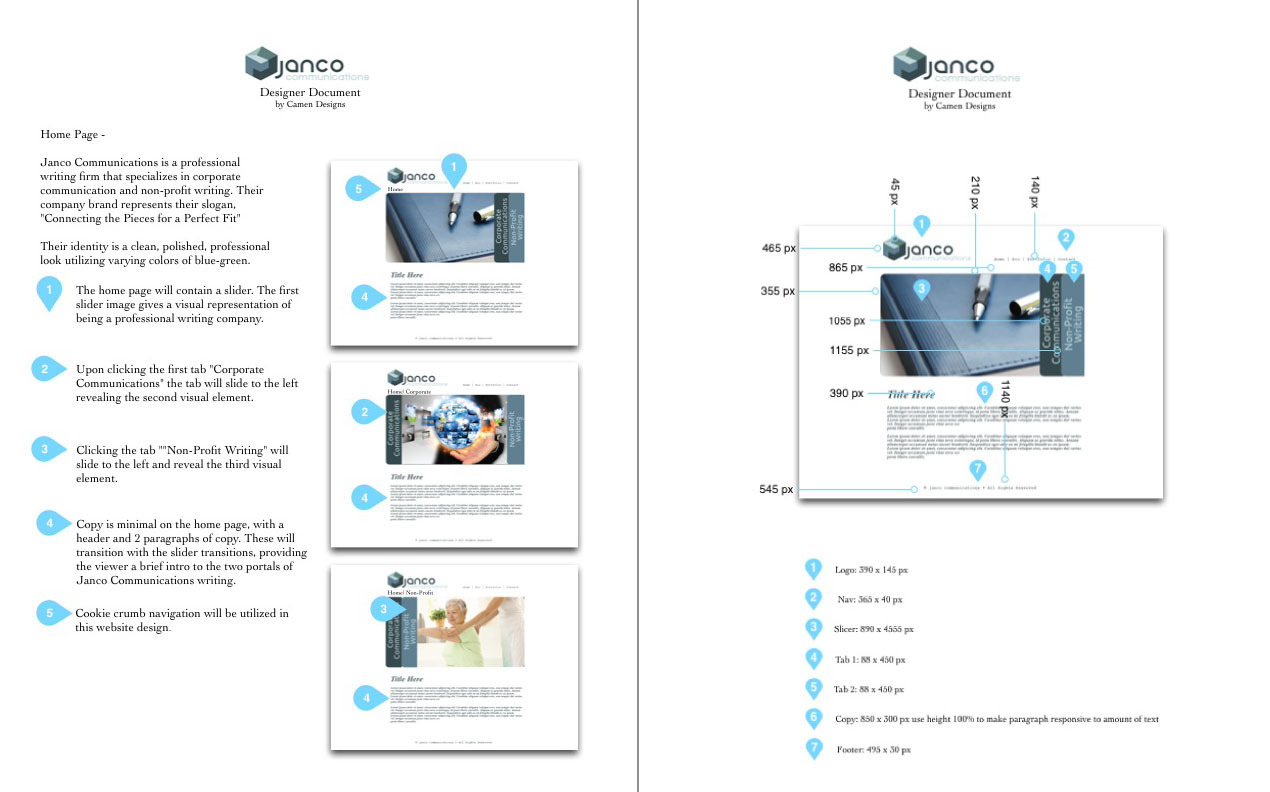 janco
communications
Designer Document
by Camen Designs
Home Page -
Janco Communications is a professional
writing firm that specializes in corporate
communication and non-profit writing. Their
company brand represents their slogan,
"Connecting the Pieces for a Perfect Fit"
Their identity is a clean, polished, professional
look utilizing varying colors of blue-green.
1
The home page will contain a slider. The first
slider image gives a visual representation of
being a professional writing company.
2
Upon clicking the first tab "Corporate
Communications" the tab will slide to the left
revealing the second visual element.
3
Clicking the tab ""Non-Profit Writing" will
slide to the left and reveal the third visual
element.
4
Copy is minimal on the home page, with a
header and 2 paragraphs of copy. These will
transition with the slider transitions, providing
the viewer a brief intro to the two portals of
Janco Communications writing.
5
Cookie crumb navigation will be utilized in
this website design.
1
5
janco
Home
Corporate
Communications
Non-Profit
Writing
Title Here
4
© janco communications • All Rights Reserved
janco
Home| Corporate
2
Corporate
Communications
Non-Profit
Writing
Title Here
4
© janco communications • All Rights Reserved
janco
Home| Non-Profit
3
Corporate
Communications
Non-Profit
Writing
Title Here
4
© janco communications • All Rights Reserved
janco
communications
Designer Document
by Camen Designs
45 px
210 px
140 px
1
2
465 px
janco
communications
865 px
4
5
355 px
3
1055 px
Corporate
Communications
Non-Profit
Writing
1155 px
390 px
Title Here
6
1140 px
7
545 px
© janco communications • All Rights Reserved
1
Logo: 390 x 145 px
2
Nav: 365 x 40 px
3
Slicer: 890 x 4555 px
4
Tab 1: 88 x 450 px
5
Tab 2: 88 x 450 px
6
Copy: 850 x 300 px use height 100% to make paragraph responsive to amount of text
7
Footer: 495 x 30 px